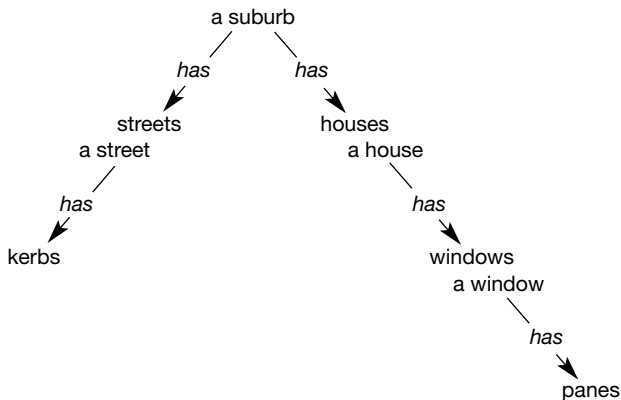 a suburb
has has
streets houses
a street a house
has has
kerbs windows
a window
has
panes